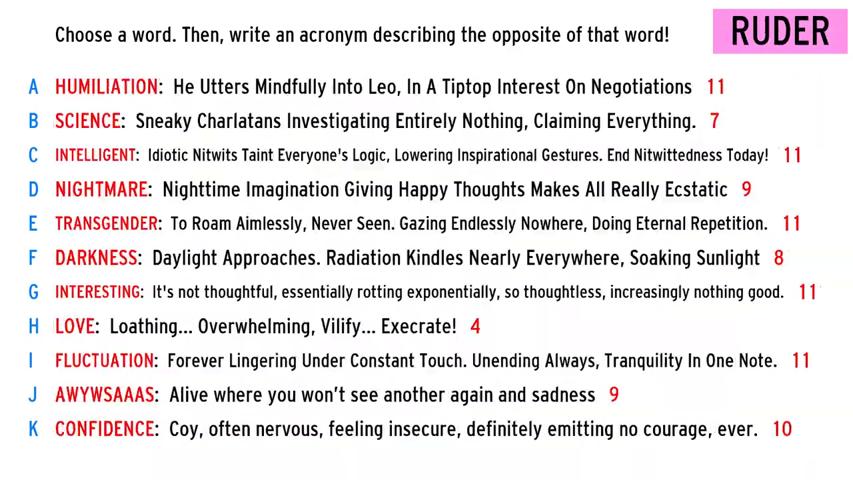 Choose a word. Then, write an acronym describing the opposite of that word!
RUDER
A HUMILIATION: He Utters Mindfully Into Leo, In A Tiptop Interest On Negotiations 11
B SCIENCE: Sneaky Charlatans Investigating Entirely Nothing, Claiming Everything. 7
C INTELLIGENT: Idiotic Nitwits Taint Everyone's Logic, Lowering Inspirational Gestures. End Nitwittedness Today! 11
D NIGHTMARE: Nighttime Imagination Giving Happy Thoughts Makes All Really Ecstatic 9
E TRANSGENDER: To Roam Aimlessly, Never Seen. Gazing Endlessly Nowhere, Doing Eternal Repetition. 11
F DARKNESS: Daylight Approaches. Radiation Kindles Nearly Everywhere, Soaking Sunlight 8
G INTERESTING: It's not thoughtful, essentially rotting exponentially, so thoughtless, increasingly nothing good. 11
H LOVE: Loathing... Overwhelming, Vilify... Execrate! 4
I FLUCTUATION: Forever Lingering Under Constant Touch. Unending Always, Tranquility In One Note. 11
J AWYWSAAAS: Alive where you won't see another again and sadness 9
K CONFIDENCE: Coy, often nervous, feeling insecure, definitely emitting no courage, ever. 10